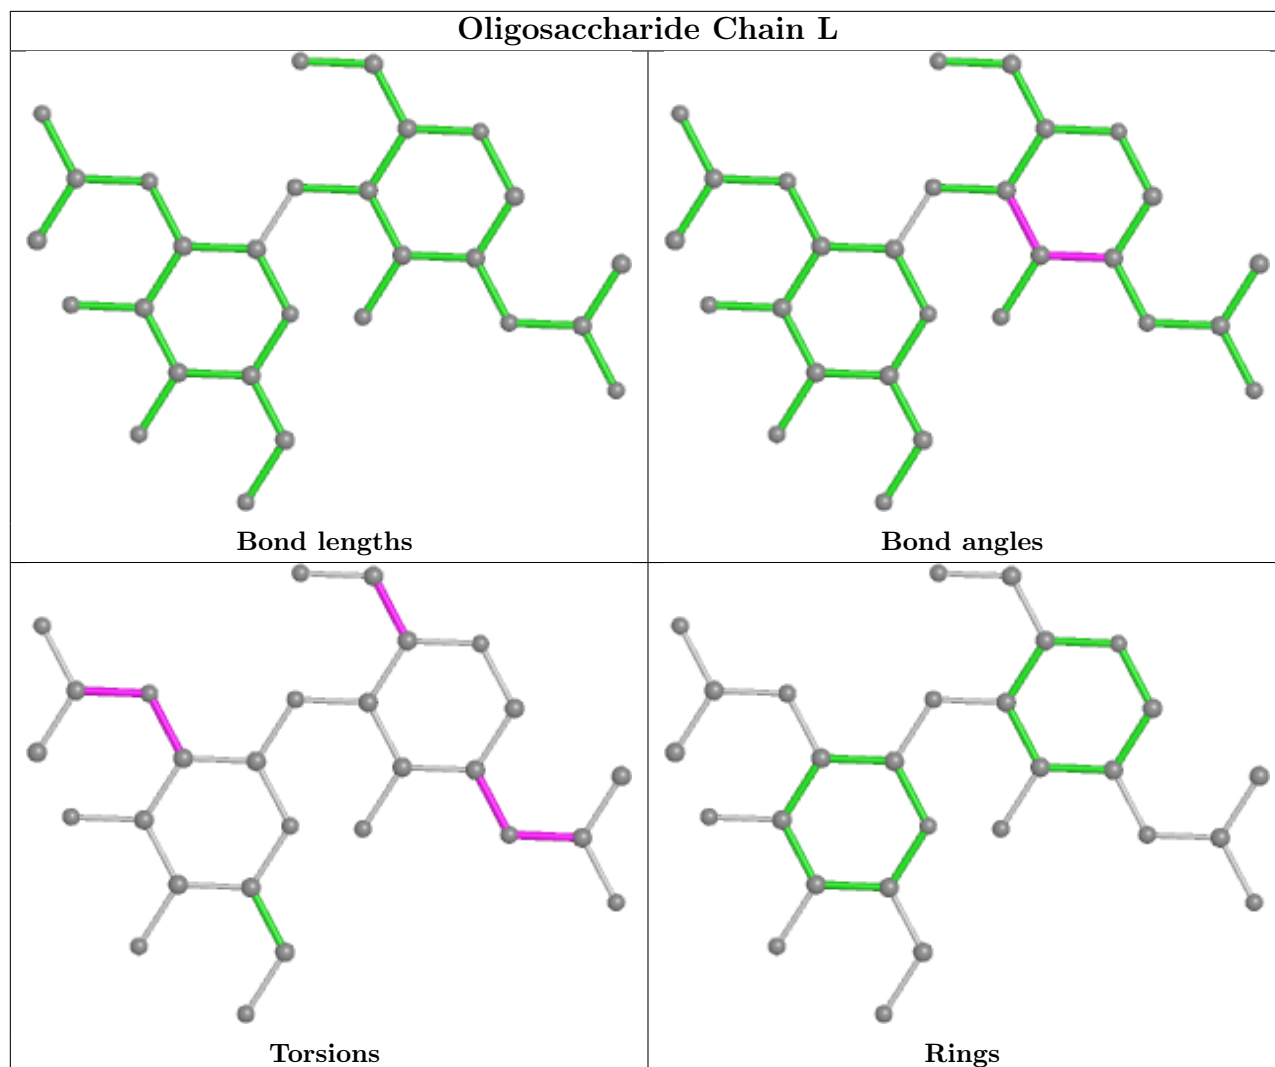 Oligosaccharide Chain L
Bond lengths
Bond angles
Torsions
Rings